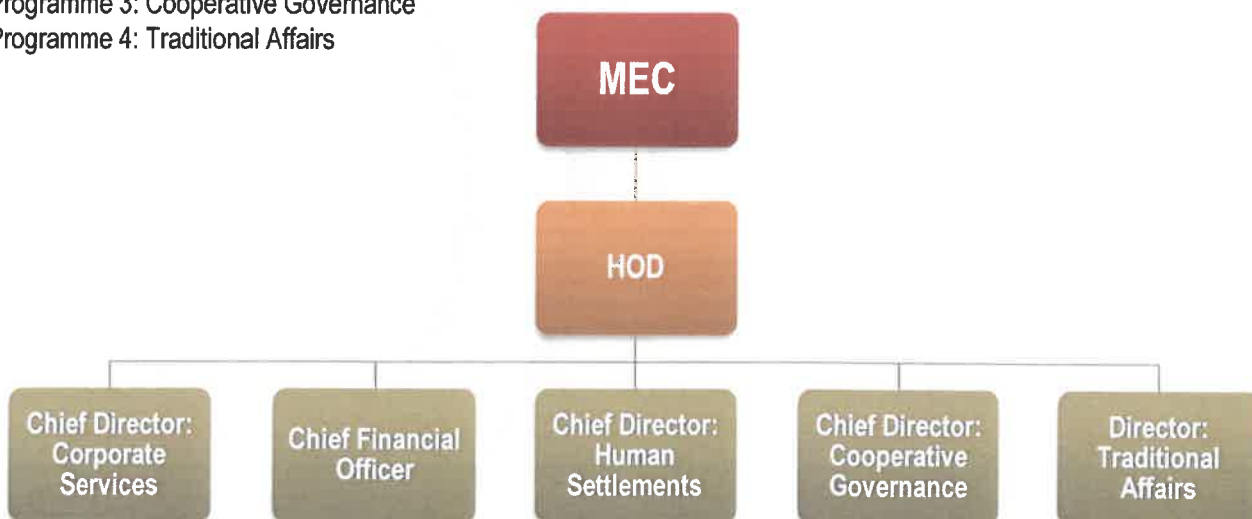 Programme 3: Cooperative Governance
Programme 4: Traditional Affairs
MEC
HOD
Chief Director:
Corporate
Services
Chief Financial
Officer
Chief Director:
Human
Settlements
Chief Director:
Cooperative
Governance
Director:
Traditional
Affairs